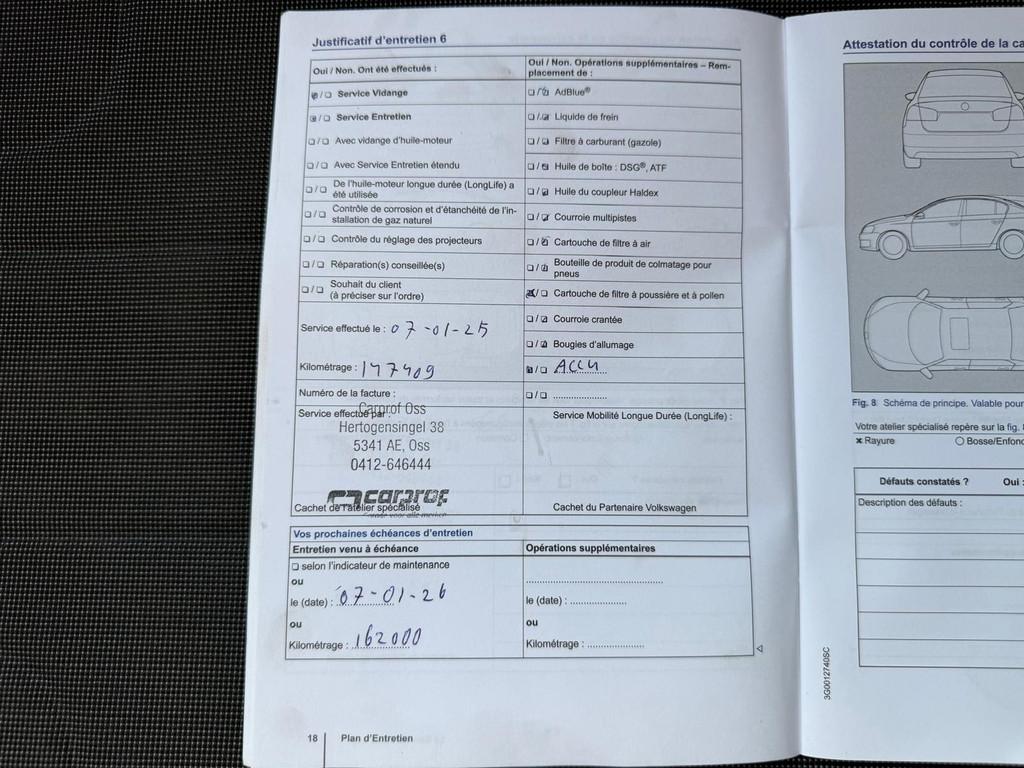 Justificatif d'entretien 6
Oui / Non. Ont été effectués :
☒/☐ Service Vidange
☒/☐ Service Entretien
☐/☐ Avec vidange d'huile-moteur
☐/☐ Avec Service Entretien étendu
☐/☐ De l'huile-moteur longue durée (LongLife) a
été utilisée
☐/☐ Contrôle de corrosion et d'étanchéité de l'in-
stallation de gaz naturel
☐/☐ Contrôle du réglage des projecteurs
☐/☐ Réparation(s) conseillée(s)
☐/☐ Souhait du client
(à préciser sur l'ordre)
Service effectué le : 07-01-25
Kilométrage : 147409
Numéro de la facture :
Service effectué par :
Carprof Oss
Hertogensingel 38
5341 AE, Oss
0412-646444
carprof
Cachet de l'atelier spécialisé
Oui / Non. Opérations supplémentaires – Rem-
placement de :
☐/☒ AdBlue®
☐/☒ Liquide de frein
☐/☒ Filtre à carburant (gazole)
☐/☒ Huile de boîte : DSG®, ATF
☐/☒ Huile du coupleur Haldex
☐/☒ Courroie multipistes
☐/☒ Cartouche de filtre à air
☐/☒ Bouteille de produit de colmatage pour
pneus
☒/☐ Cartouche de filtre à poussière et à pollen
☐/☒ Courroie crantée
☐/☒ Bougies d'allumage
☒/☐ ACCU
☐/☐ ......................
Service Mobilité Longue Durée (LongLife) :
Cachet du Partenaire Volkswagen
Vos prochaines échéances d'entretien
Entretien venu à échéance
☐ selon l'indicateur de maintenance
ou
le (date) : 07-01-26
ou
Kilométrage : 162000
Opérations supplémentaires
le (date) : ......................
ou
Kilométrage : ......................
18 Plan d'Entretien
Attestation du contrôle de la
Fig. 8 Schéma de principe. Valable pour
Votre atelier spécialisé repère sur la fig.
× Rayure ○ Bosse/
Défauts constatés ? Oui :
Description des défauts :
3G0012740SC